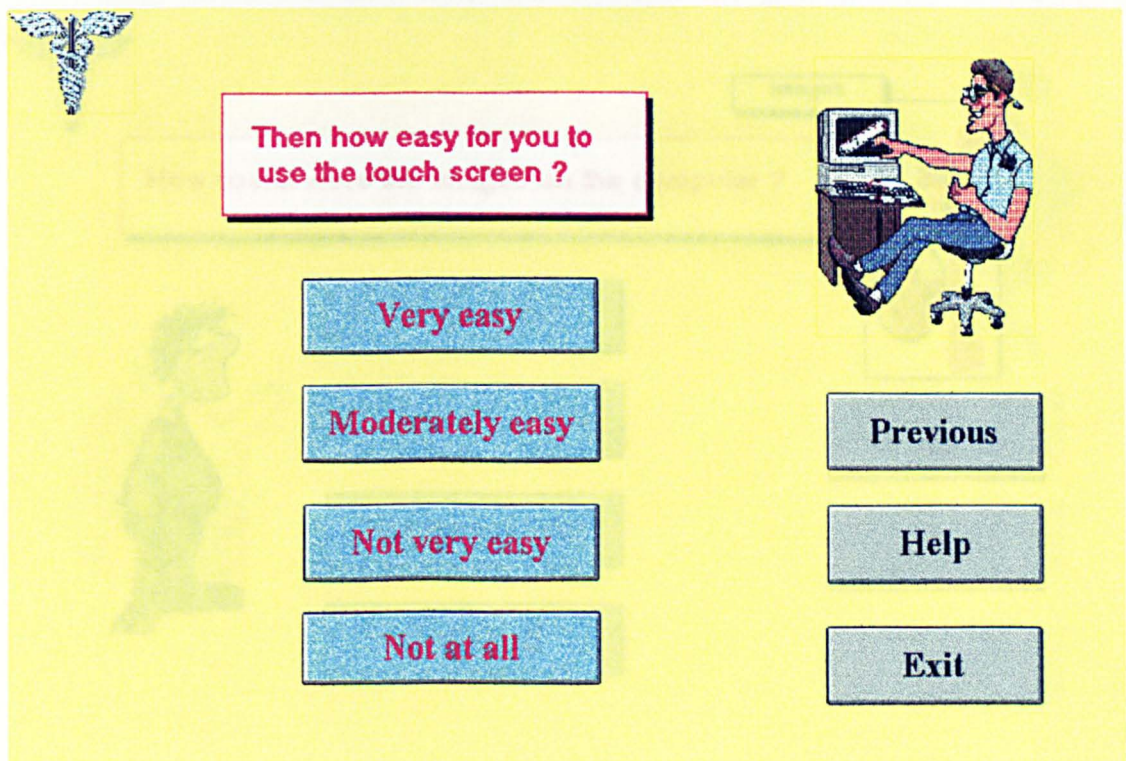 Then how easy for you to
use the touch screen ?
Very easy
Moderately easy
Not very easy
Not at all
Previous
Help
Exit